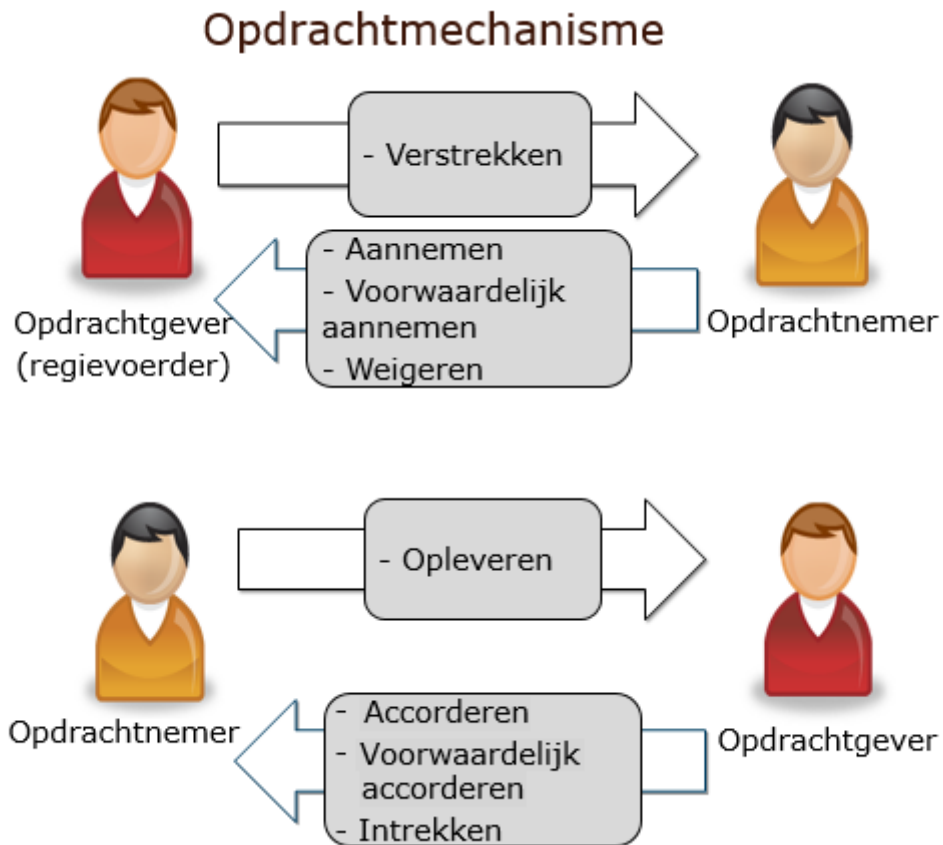 Opdrachtmechanisme
- Verstrekken
- Aannemen
- Voorwaardelijk
aannemen
- Weigeren
Opdrachtgever
(regievoerder)
Opdrachtnemer
- Opleveren
- Accorderen
- Voorwaardelijk
accorderen
- Intrekken
Opdrachtnemer
Opdrachtgever